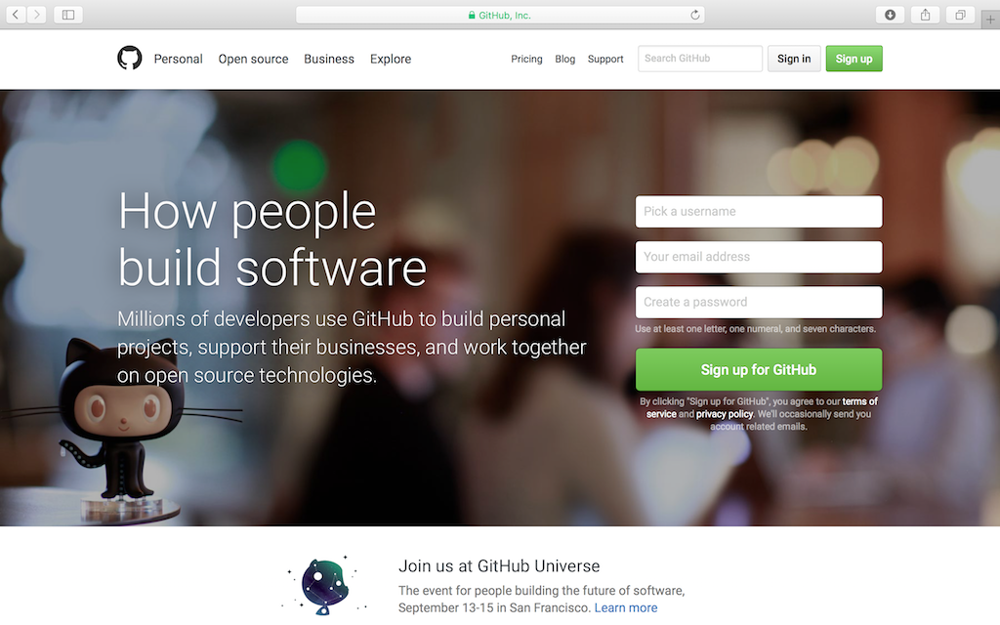 GitHub, Inc.
Personal Open source Business Explore
Pricing Blog Support Search GitHub Sign in Sign up
How people
build software
Millions of developers use GitHub to build personal
projects, support their businesses, and work together
on open source technologies.
Pick a username
Your email address
Create a password
Use at least one letter, one numeral, and seven characters.
Sign up for GitHub
By clicking "Sign up for GitHub", you agree to our terms of
service and privacy policy. We'll occasionally send you
account related emails.
Join us at GitHub Universe
The event for people building the future of software,
September 13-15 in San Francisco. Learn more